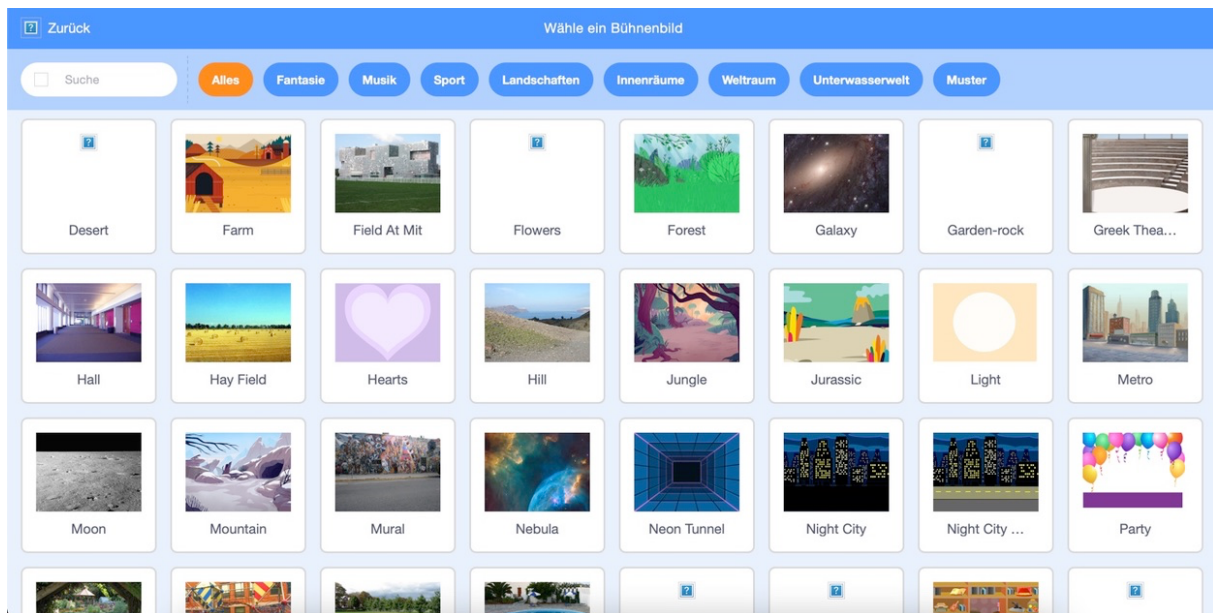 Zurück
Wähle ein Bühnenbild
Suche
Alles Fantasie Musik Sport Landschaften Innenräume Weltraum Unterwasserwelt Muster
Desert Farm Field At Mit Flowers Forest Galaxy Garden-rock Greek Thea...
Hall Hay Field Hearts Hill Jungle Jurassic Light Metro
Moon Mountain Mural Nebula Neon Tunnel Night City Night City ... Party